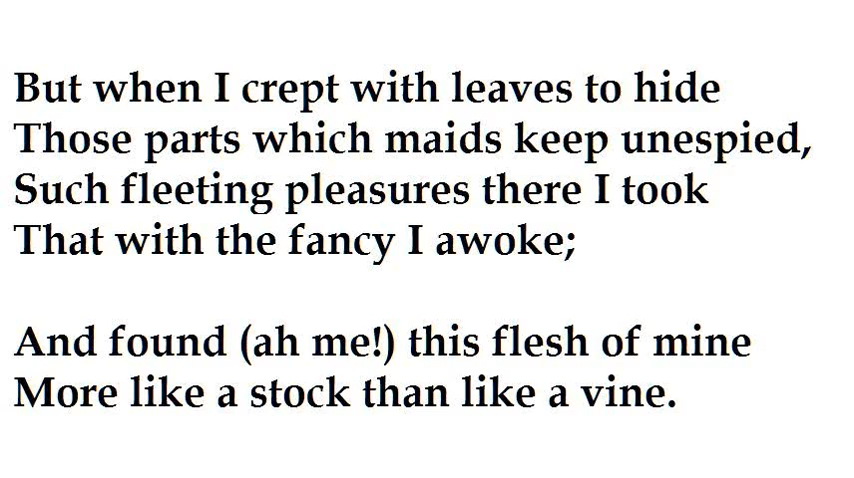 But when I crept with leaves to hide
Those parts which maids keep unespied,
Such fleeting pleasures there I took
That with the fancy I awoke;
And found (ah me!) this flesh of mine
More like a stock than like a vine.